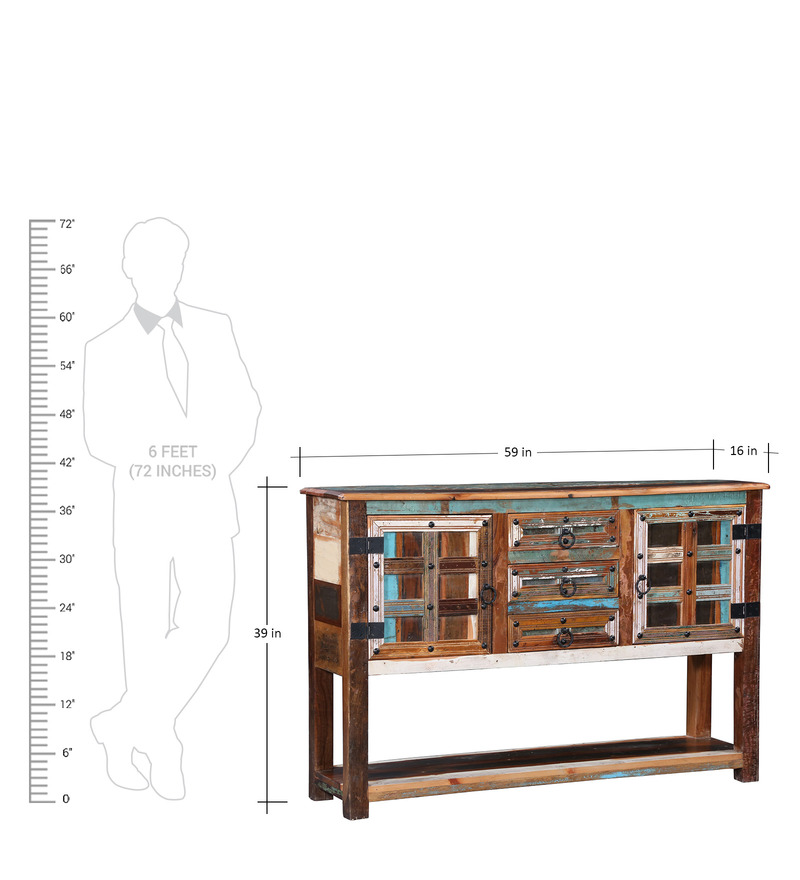 72"
66"
60"
54"
48"
42"
36"
30"
24"
18"
12"
6"
0"
6 FEET
(72 INCHES)
59 in
16 in
39 in